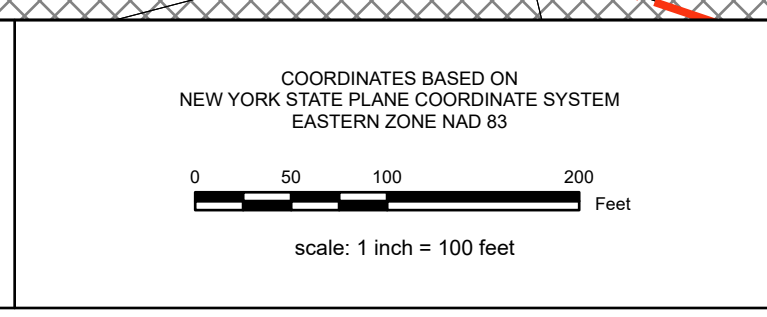 COORDINATES BASED ON
NEW YORK STATE PLANE COORDINATE SYSTEM
EASTERN ZONE NAD 83
0 50 100 200
Feet
scale: 1 inch = 100 feet